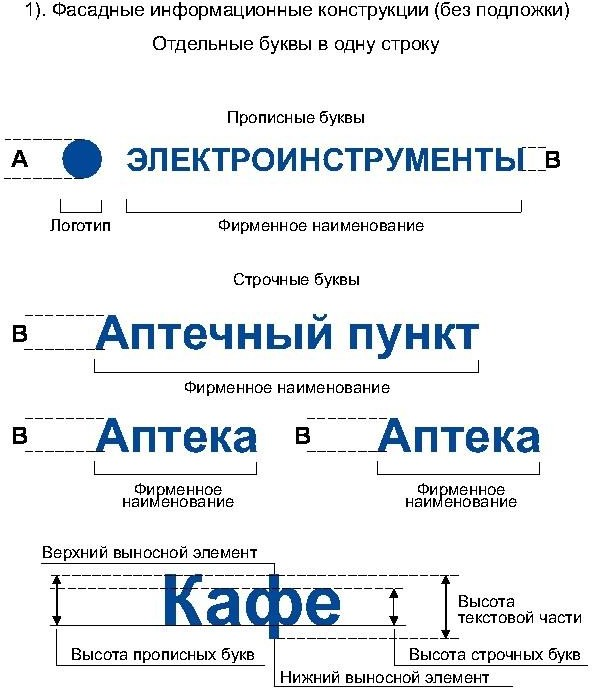 1). Фасадные информационные конструкции (без подложки)
Отдельные буквы в одну строку
Прописные буквы
А ЭЛЕКТРОИНСТРУМЕНТЫ В
Логотип Фирменное наименование
Строчные буквы
В Аптечный пункт
Фирменное наименование
В Аптека В Аптека
Фирменное Фирменное
наименование наименование
Верхний выносной элемент
Кафе
Высота
текстовой части
Высота прописных букв Высота строчных букв
Нижний выносной элемент